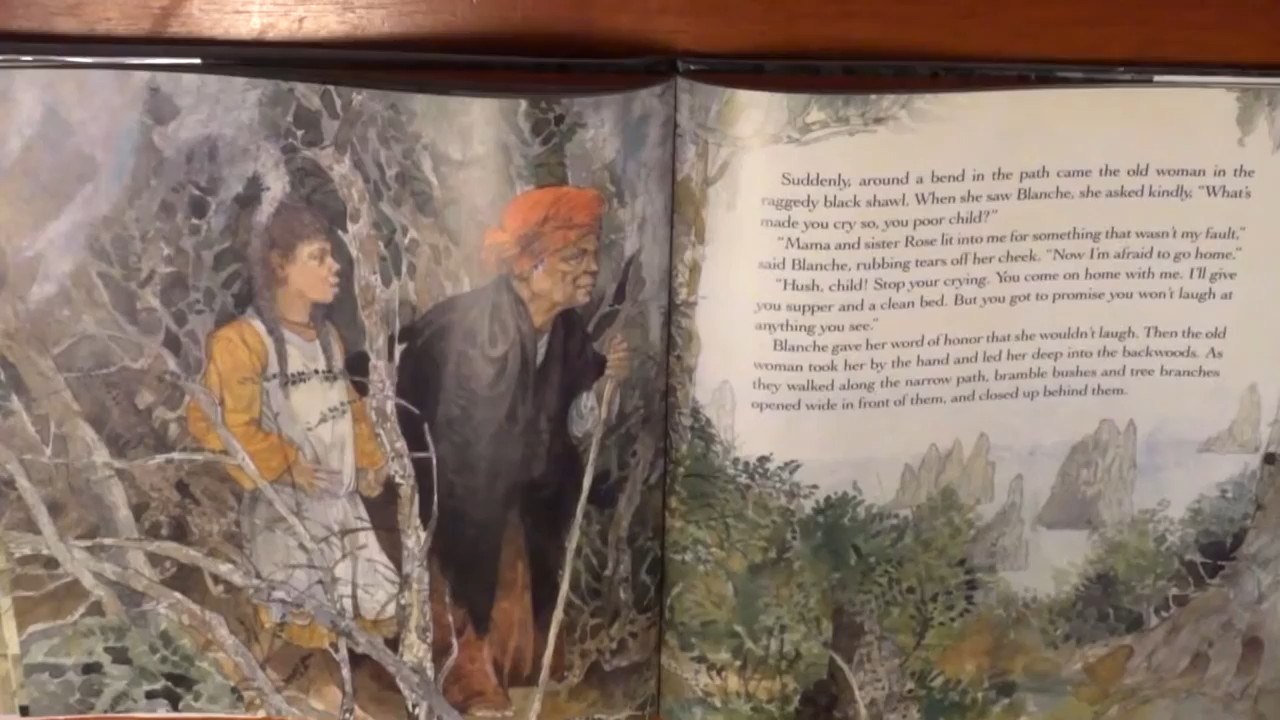 Suddenly, around a bend in the path came the old woman in the
raggedy black shawl. When she saw Blanche, she asked kindly, "What's
made you cry so, you poor child?"
"Mama and sister Rose lit into me for something that wasn't my fault,"
said Blanche, rubbing tears off her cheek. "Now I'm afraid to go home."
"Hush, child! Stop your crying. You come on home with me. I'll give
you supper and a clean bed. But you got to promise you won't laugh at
anything you see."
Blanche gave her word of honor that she wouldn't laugh. Then the old
woman took her by the hand and led her deep into the backwoods. As
they walked along the narrow path, bramble bushes and tree branches
opened wide in front of them, and closed up behind them.